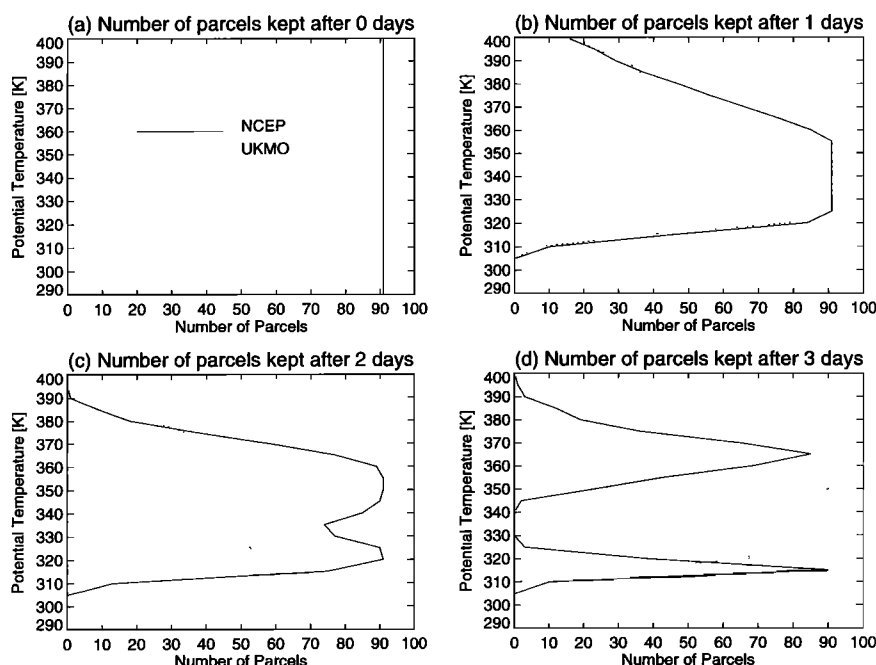 (a) Number of parcels kept after 0 days
400
390
380
370
360
350
340
330
320
310
300
290
Potential Temperature [K]
NCEP
UKMO
0 10 20 30 40 50 60 70 80 90 100
Number of Parcels
(b) Number of parcels kept after 1 days
400
390
380
370
360
350
340
330
320
310
300
290
Potential Temperature [K]
0 10 20 30 40 50 60 70 80 90 100
Number of Parcels
(c) Number of parcels kept after 2 days
400
390
380
370
360
350
340
330
320
310
300
290
Potential Temperature [K]
0 10 20 30 40 50 60 70 80 90 100
Number of Parcels
(d) Number of parcels kept after 3 days
400
390
380
370
360
350
340
330
320
310
300
290
Potential Temperature [K]
0 10 20 30 40 50 60 70 80 90 100
Number of Parcels